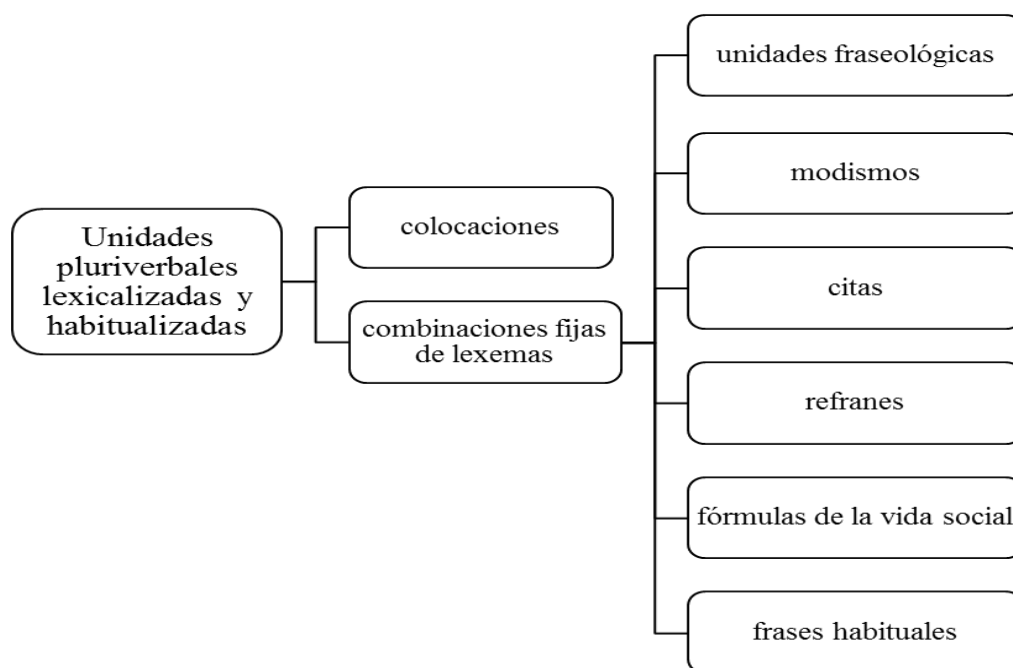 Unidades
pluriverbales
lexicalizadas y
habitualizadas
colocaciones
combinaciones fijas
de lexemas
unidades fraseológicas
modismos
citas
refranes
fórmulas de la vida social
frases habituales